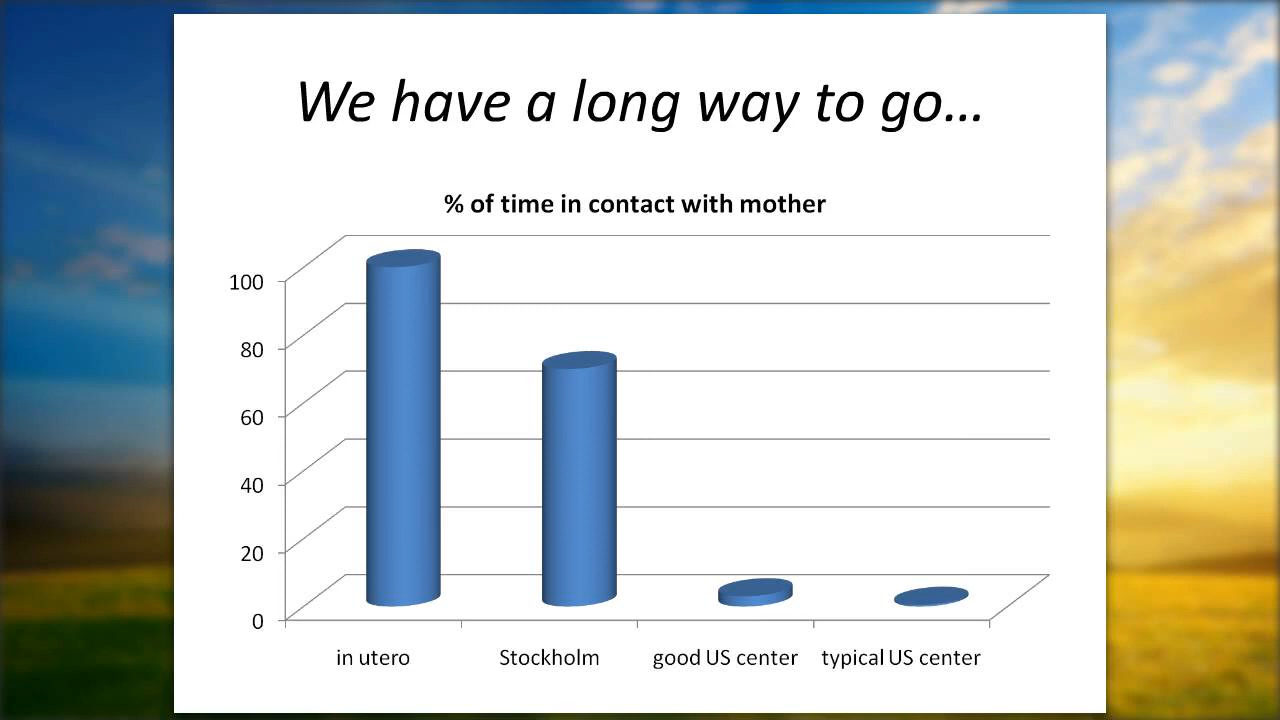 We have a long way to go…
% of time in contact with mother
100
80
60
40
20
0
in utero Stockholm good US center typical US center